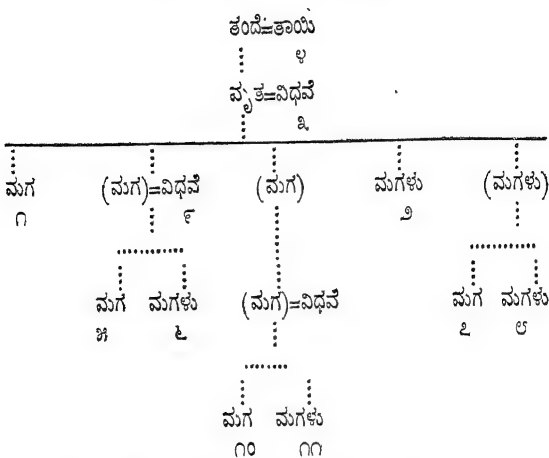 ತಂದೆ=ತಾಯಿ
೪
ಮೃತ=ವಿಧವೆ
೩
ಮಗ (ಮಗ)=ವಿಧವೆ (ಮಗ) ಮಗಳು (ಮಗಳು)
೧ ೯ ೨
ಮಗ ಮಗಳು (ಮಗ)=ವಿಧವೆ ಮಗ ಮಗಳು
೫ ೬ ೭ ೮
ಮಗ ಮಗಳು
೧೦ ೧೧